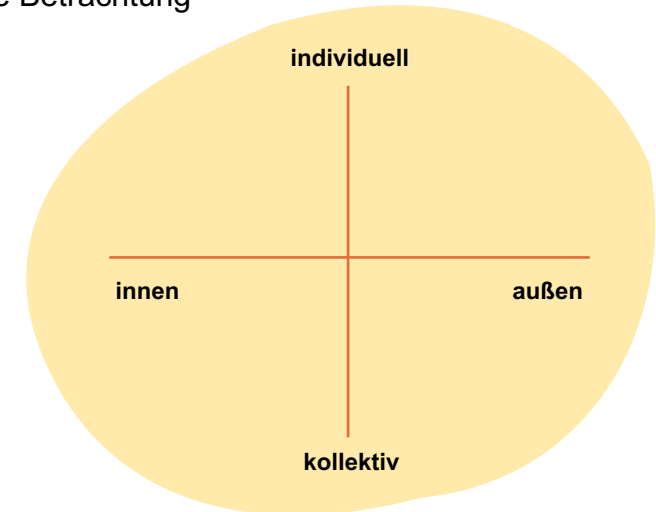 e Betrachtung
individuell
innen
außen
kollektiv